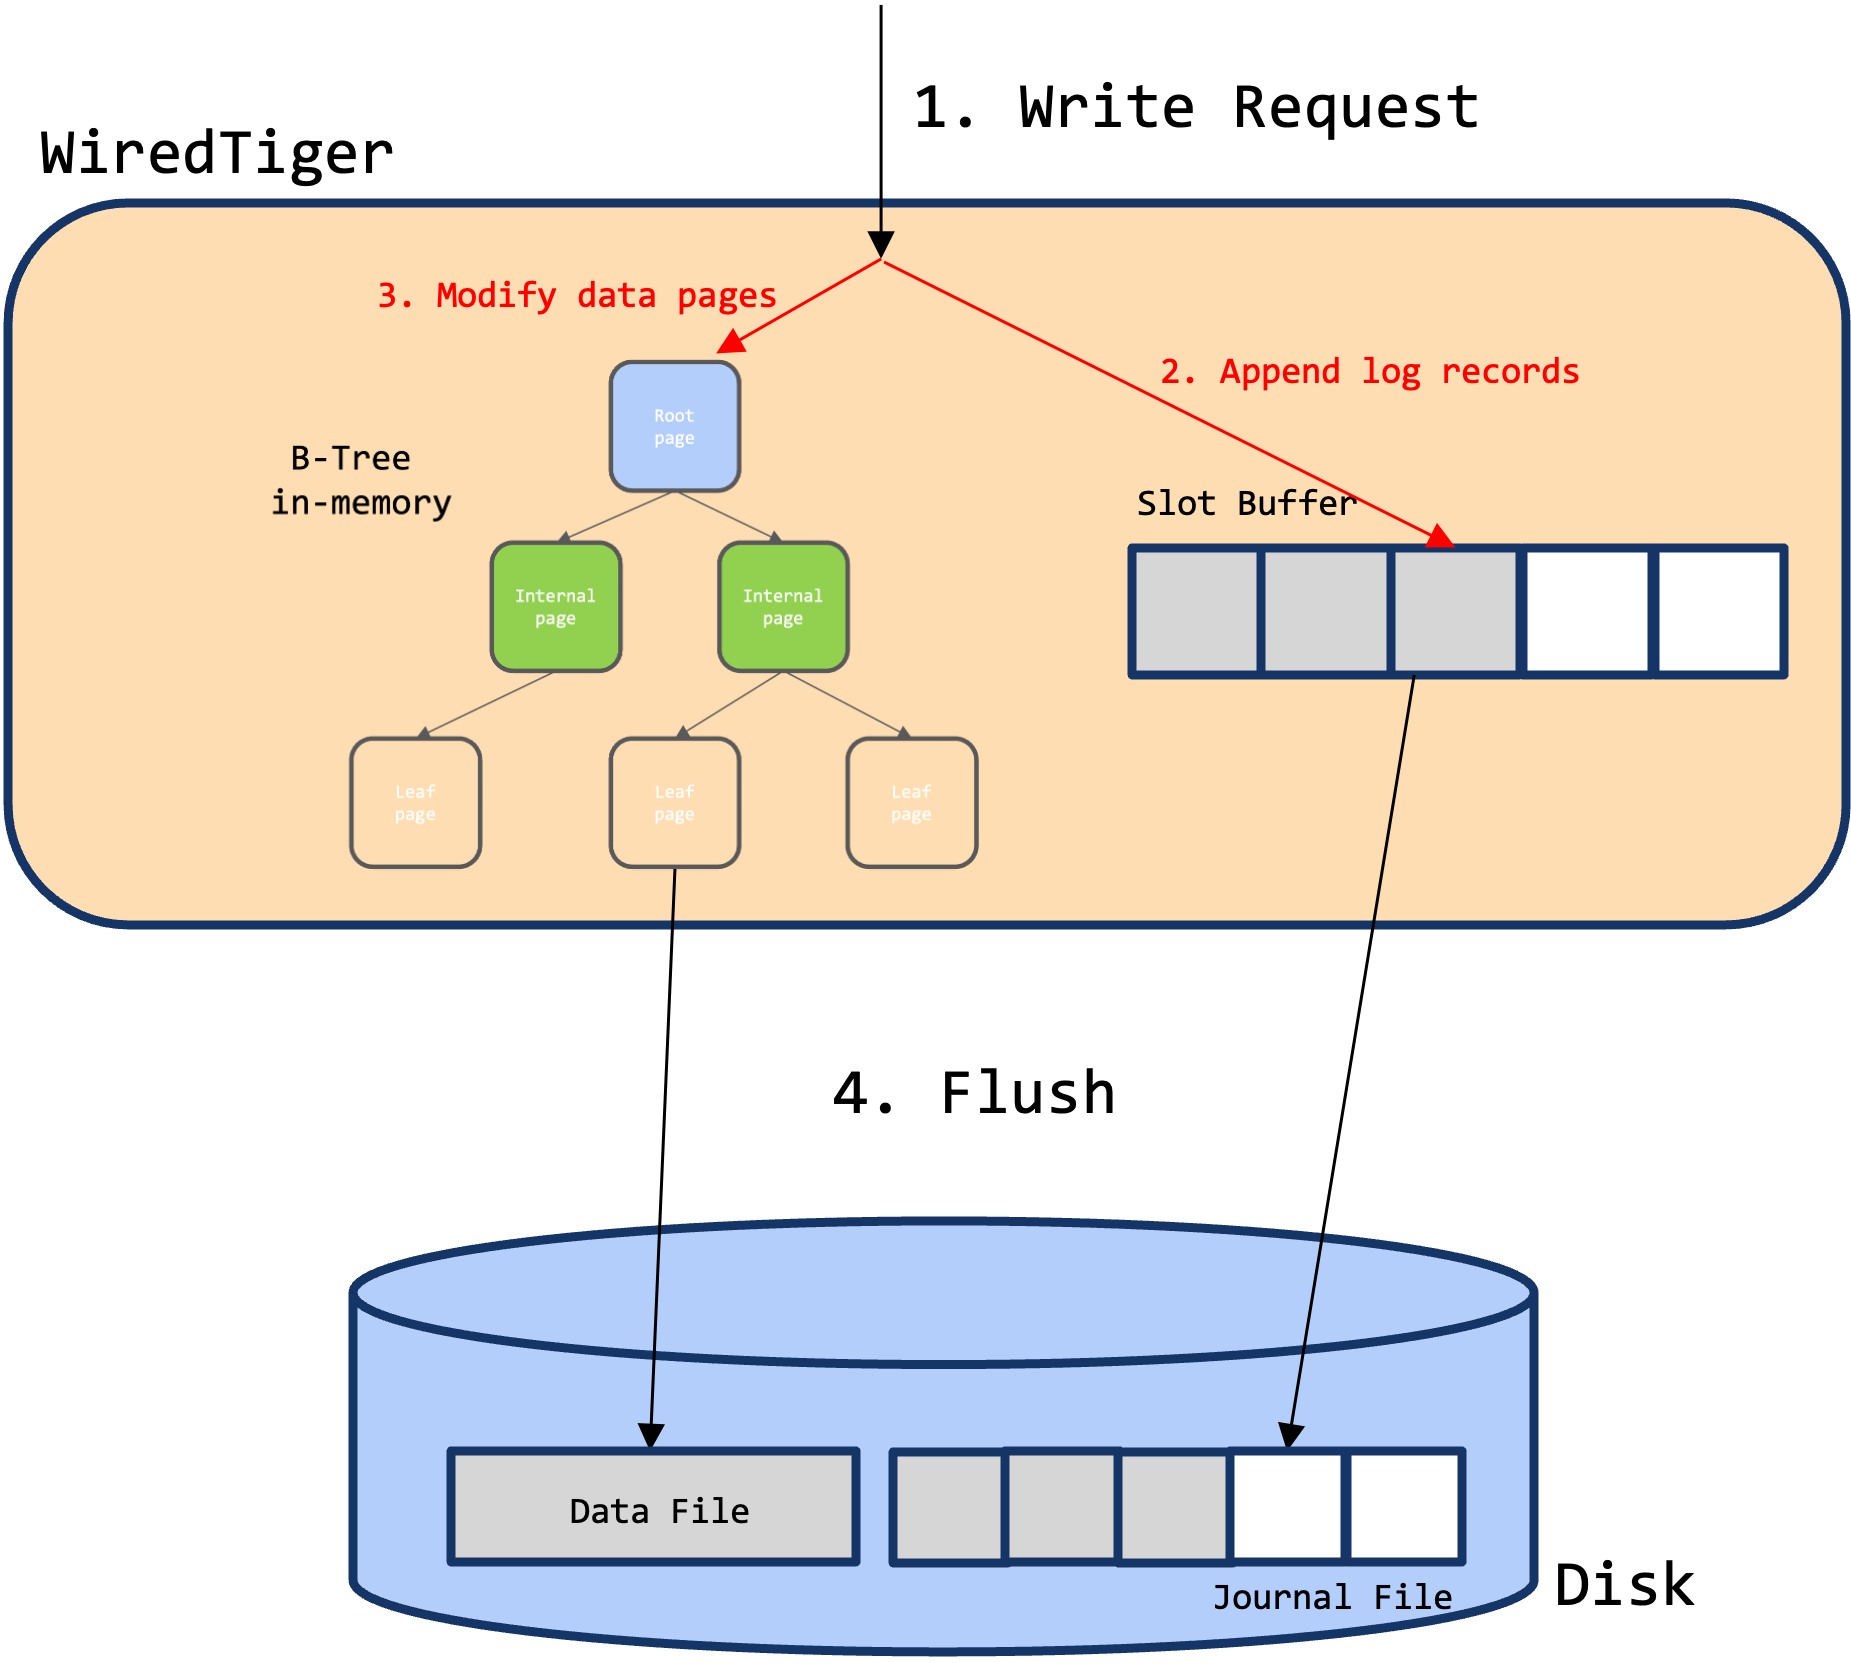 1. Write Request
WiredTiger
3. Modify data pages
2. Append log records
Root
page
B-Tree
in-memory
Slot Buffer
Internal
page
Internal
page
Leaf
page
Leaf
page
Leaf
page
4. Flush
Data File
Journal File
Disk